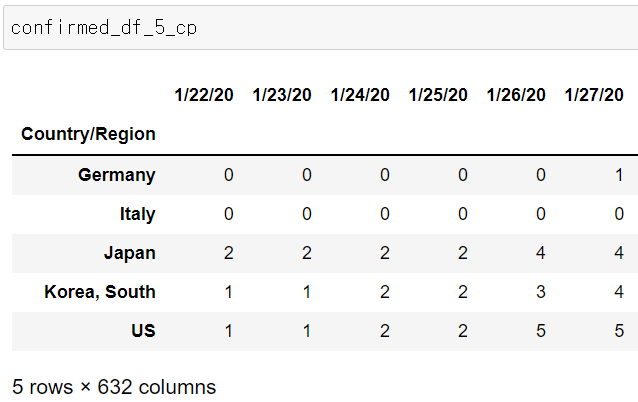 confirmed_df_5_cp
1/22/20 1/23/20 1/24/20 1/25/20 1/26/20 1/27/20
Country/Region
Germany 0 0 0 0 0 1
Italy 0 0 0 0 0 0
Japan 2 2 2 2 4 4
Korea, South 1 1 2 2 3 4
US 1 1 2 2 5 5
5 rows × 632 columns